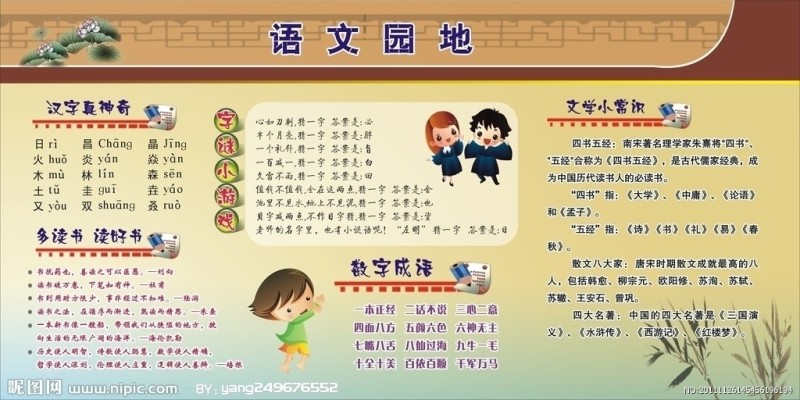 语文园地
汉字真神奇
日 rì 昌 Chāng 晶 Jīng
火 huǒ 炎 yán 焱 yàn
木 mù 林 lín 森 sēn
土 tǔ 圭 guī 垚 yáo
又 yòu 双 shuāng 叒 ruò
多读书 读好书
书犹药也，善读之可以医愚。—刘向
读书破万卷，下笔如有神。—杜甫
书到用时方恨少，事非经过不知难。—陆游
读书之法，在循序而渐进，熟读而精思。—朱熹
一本新书像一艘船，带领我们从狭隘的地方，驶
向生活的无限广阔的海洋。—海伦凯勒
历史使人明智，诗歌使人聪慧，数学使人精确，
哲学使人深刻，伦理使人庄重，逻辑使人善辩。—培根
字谜小游戏
心如刀刺，猜一字 答案是：必
半个月亮，猜一字 答案是：胖
一个礼拜，猜一字 答案是：旨
一百减一，猜一字 答案是：白
久雷不雨，猜一字 答案是：田
值钱不值钱，全在这两点，猜一字 答案是：金
池里不见水，地上不见泥，猜一字 答案是：也
贝字减两点，不作目字猜，猜一字 答案是：资
老师的名字里，也有小谜语呢！ “左明” 猜一字 答案是：日
数字成语
一本正经 二话不说 三心二意
四面八方 五颜六色 六神无主
七嘴八舌 八仙过海 九牛一毛
十全十美 百依百顺 千军万马
文学小常识
四书五经：南宋著名理学家朱熹将"四书"、
"五经"合称为《四书五经》，是古代儒家经典，成
为中国历代读书人的必读书。
“四书”指：《大学》、《中庸》、《论语》
和《孟子》。
“五经”指：《诗》《书》《礼》《易》《春
秋》。
散文八大家：唐宋时期散文成就最高的八
人，包括韩愈、柳宗元、欧阳修、苏洵、苏轼、
苏辙、王安石、曾巩。
四大名著：中国的四大名著是《三国演
义》、《水浒传》、《西游记》、《红楼梦》。
昵图网 www.nipic.com
BY: yang249676552